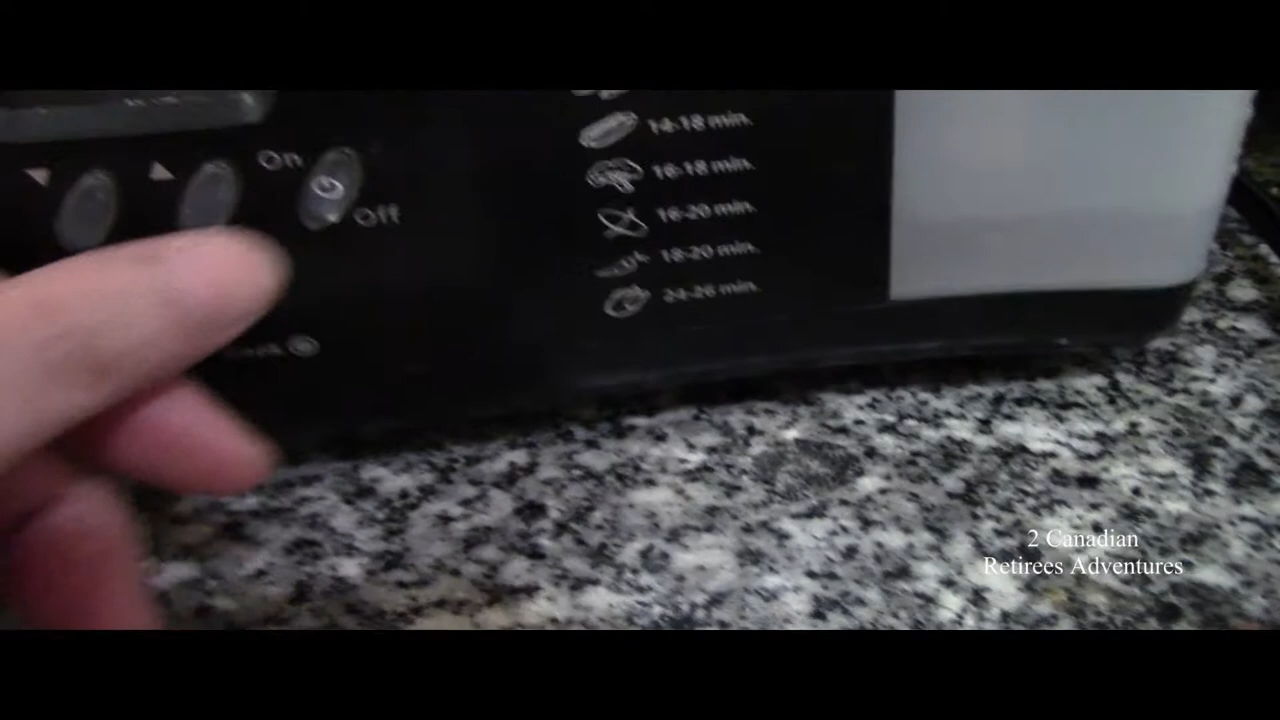 On
Off
14-18 min.
16-18 min.
16-20 min.
18-20 min.
24-26 min.
2 Canadian
Retirees Adventures